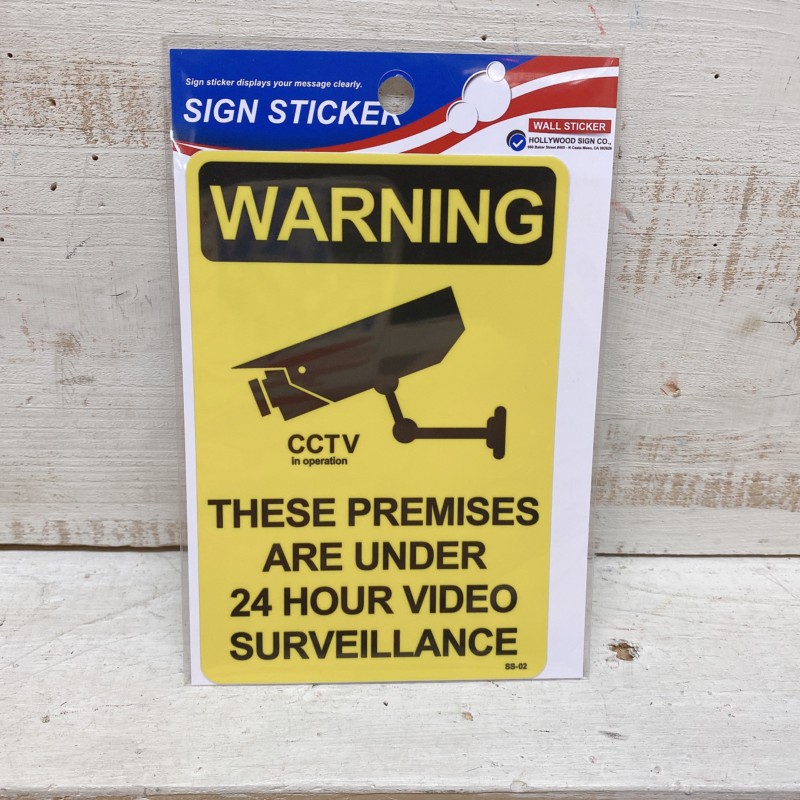 Sign sticker displays your message clearly.
SIGN STICKER
WALL STICKER
HOLLYWOOD SIGN CO.,
WARNING
CCTV
in operation
THESE PREMISES
ARE UNDER
24 HOUR VIDEO
SURVEILLANCE
SS-02